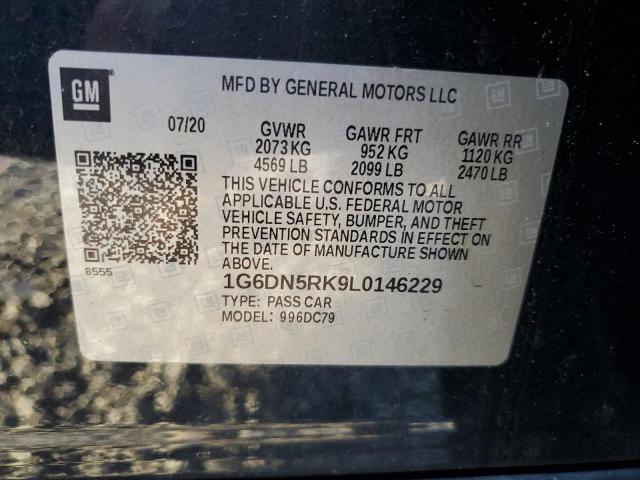 GM
MFD BY GENERAL MOTORS LLC
07/20
GVWR
2073 KG
4569 LB
GAWR FRT
952 KG
2099 LB
GAWR RR
1120 KG
2470 LB
THIS VEHICLE CONFORMS TO ALL
APPLICABLE U.S. FEDERAL MOTOR
VEHICLE SAFETY, BUMPER, AND THEFT
PREVENTION STANDARDS IN EFFECT ON
THE DATE OF MANUFACTURE SHOWN
ABOVE.
8555
1G6DN5RK9L0146229
TYPE: PASS CAR
MODEL: 996DC79